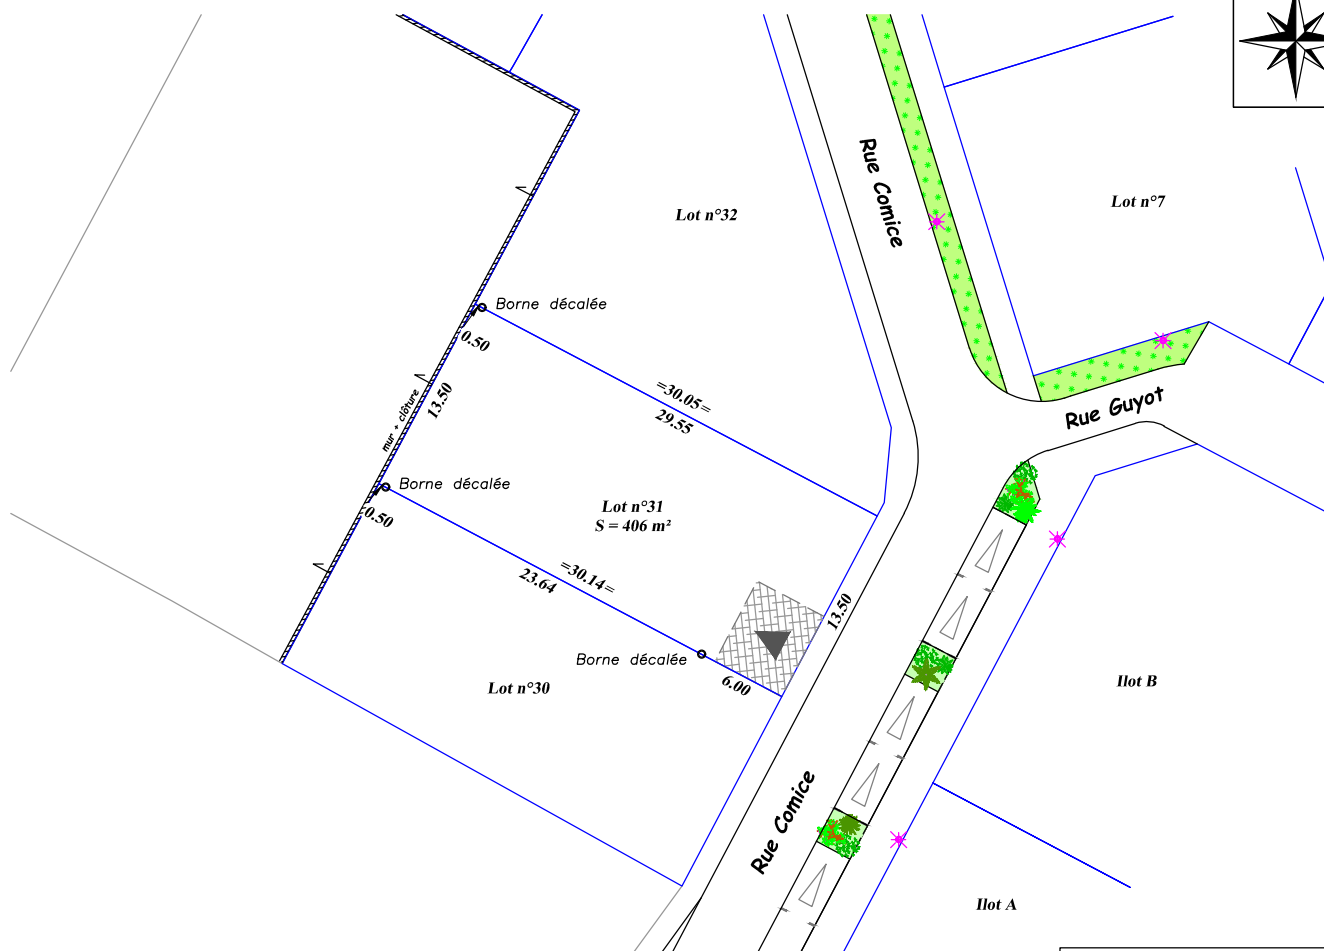 Rue Comice
Lot n°7
Lot n°32
Borne décalée
0.50
mur + clôture
13.50
=30.05=
29.55
Rue Guyot
Borne décalée
0.50
Lot n°31
S = 406 m²
=30.14=
23.64
13.50
Borne décalée
6.00
Lot n°30
Ilot B
Rue Comice
Ilot A